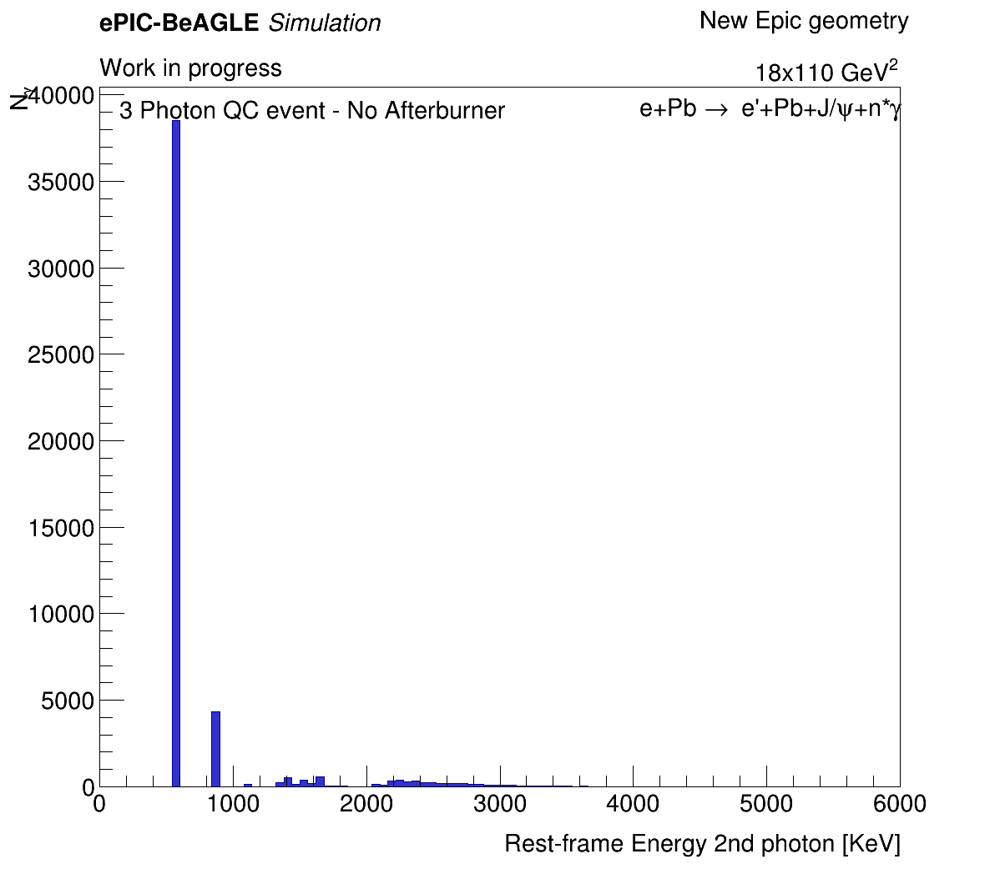 ePIC-BeAGLE Simulation
New Epic geometry
Work in progress
18x110 GeV²
Nγ
3 Photon QC event - No Afterburner
e+Pb → e'+Pb+J/ψ+n*γ
40000
35000
30000
25000
20000
15000
10000
5000
0
0 1000 2000 3000 4000 5000 6000
Rest-frame Energy 2nd photon [KeV]